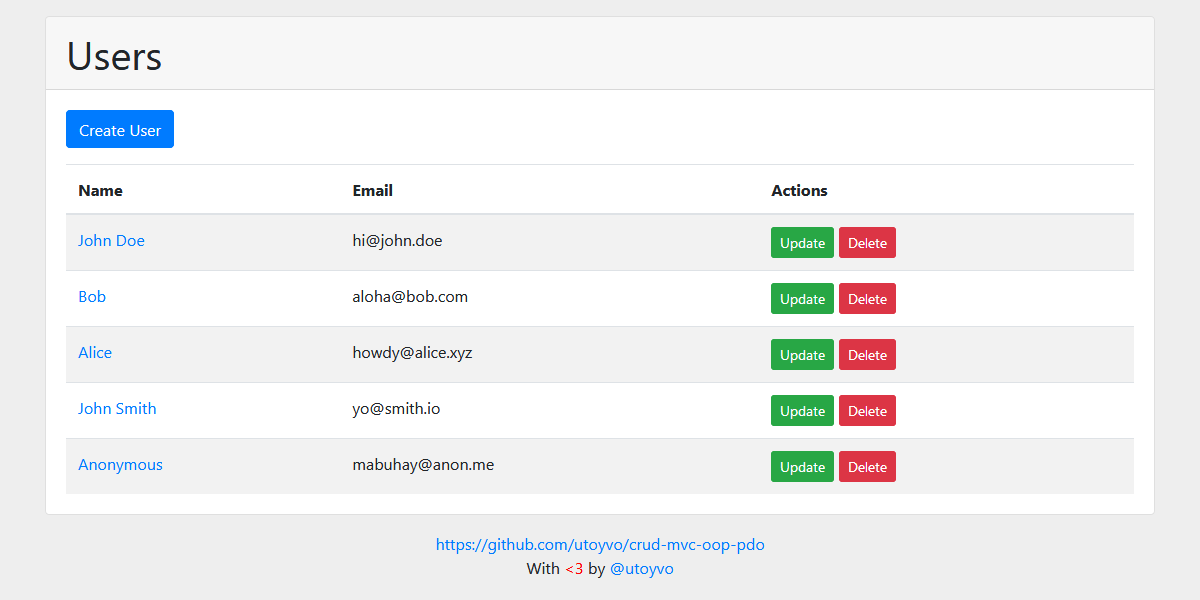 Users
Create User
Name Email Actions
John Doe hi@john.doe Update Delete
Bob aloha@bob.com Update Delete
Alice howdy@alice.xyz Update Delete
John Smith yo@smith.io Update Delete
Anonymous mabuhay@anon.me Update Delete
https://github.com/utoyvo/crud-mvc-oop-pdo
With <3 by @utoyvo